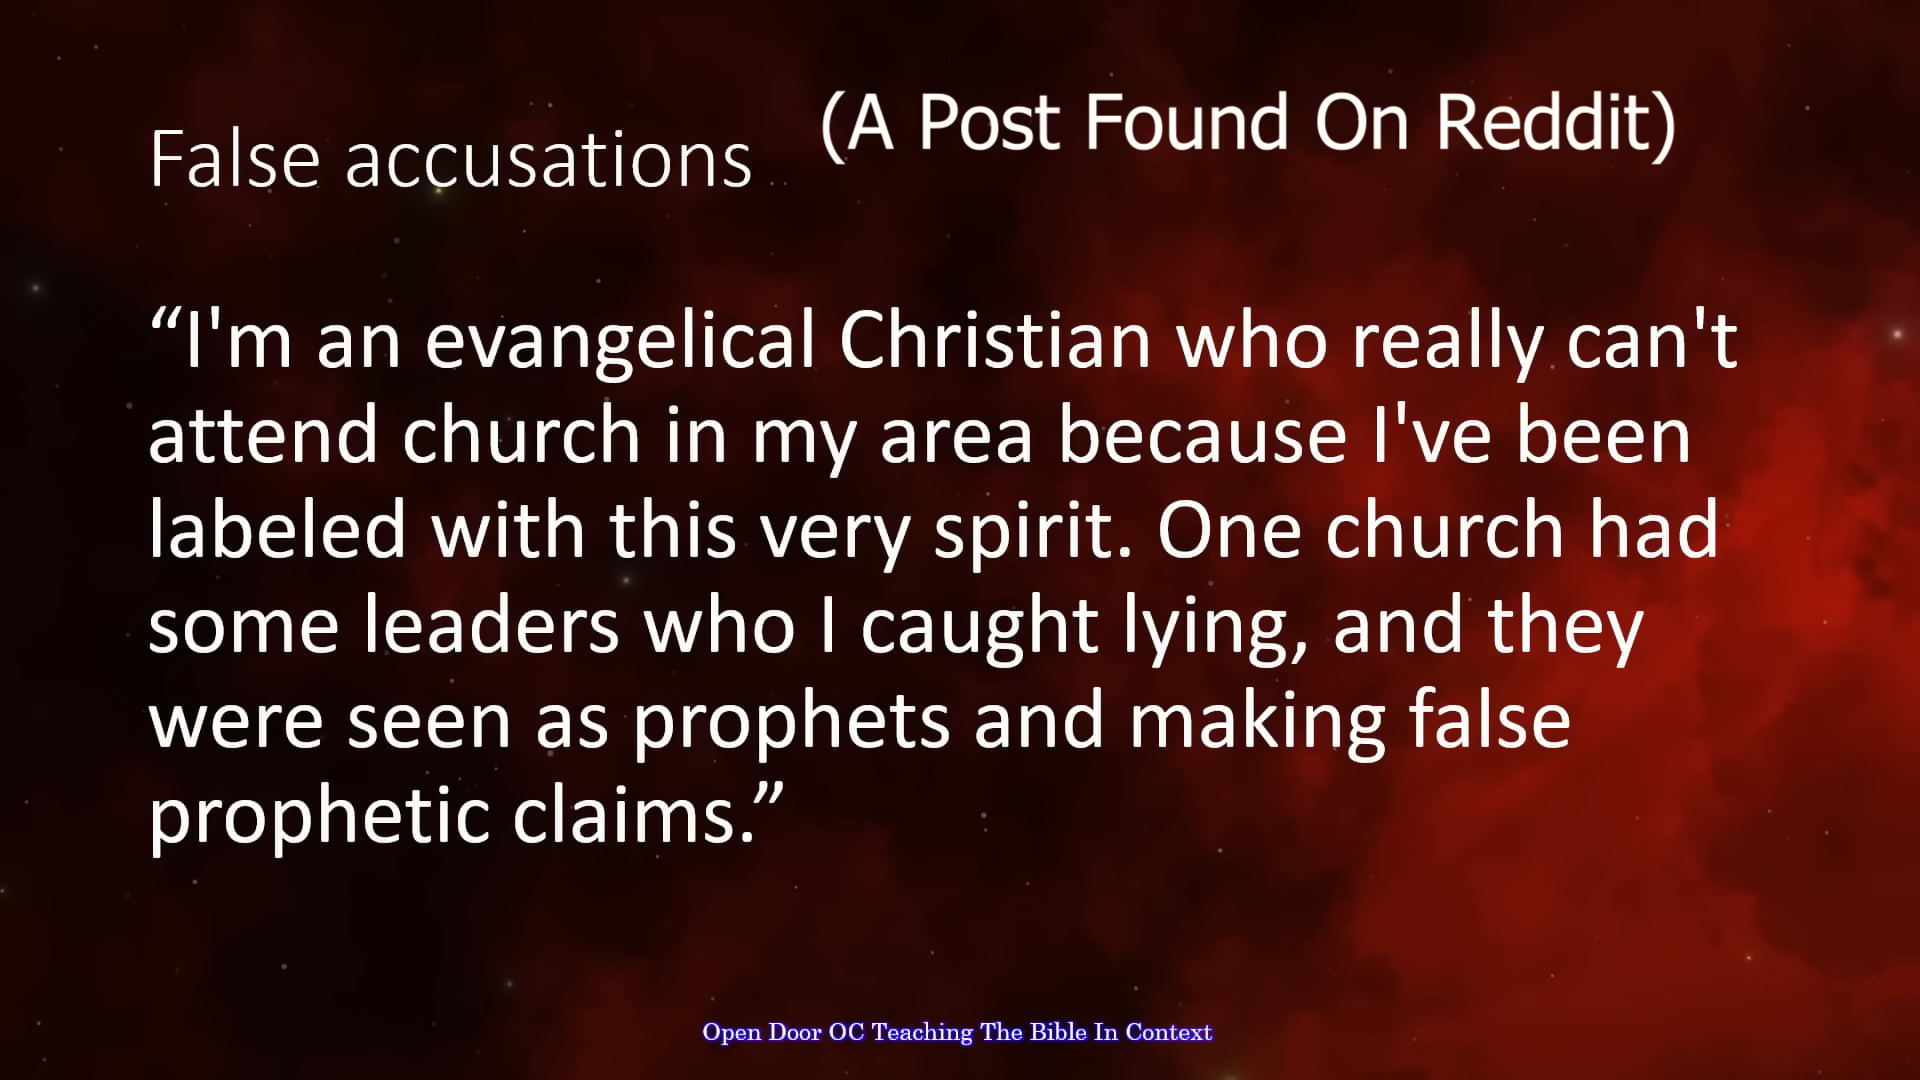 False accusations
(A Post Found On Reddit)
“I'm an evangelical Christian who really can't
attend church in my area because I've been
labeled with this very spirit. One church had
some leaders who I caught lying, and they
were seen as prophets and making false
prophetic claims.”
Open Door OC Teaching The Bible In Context